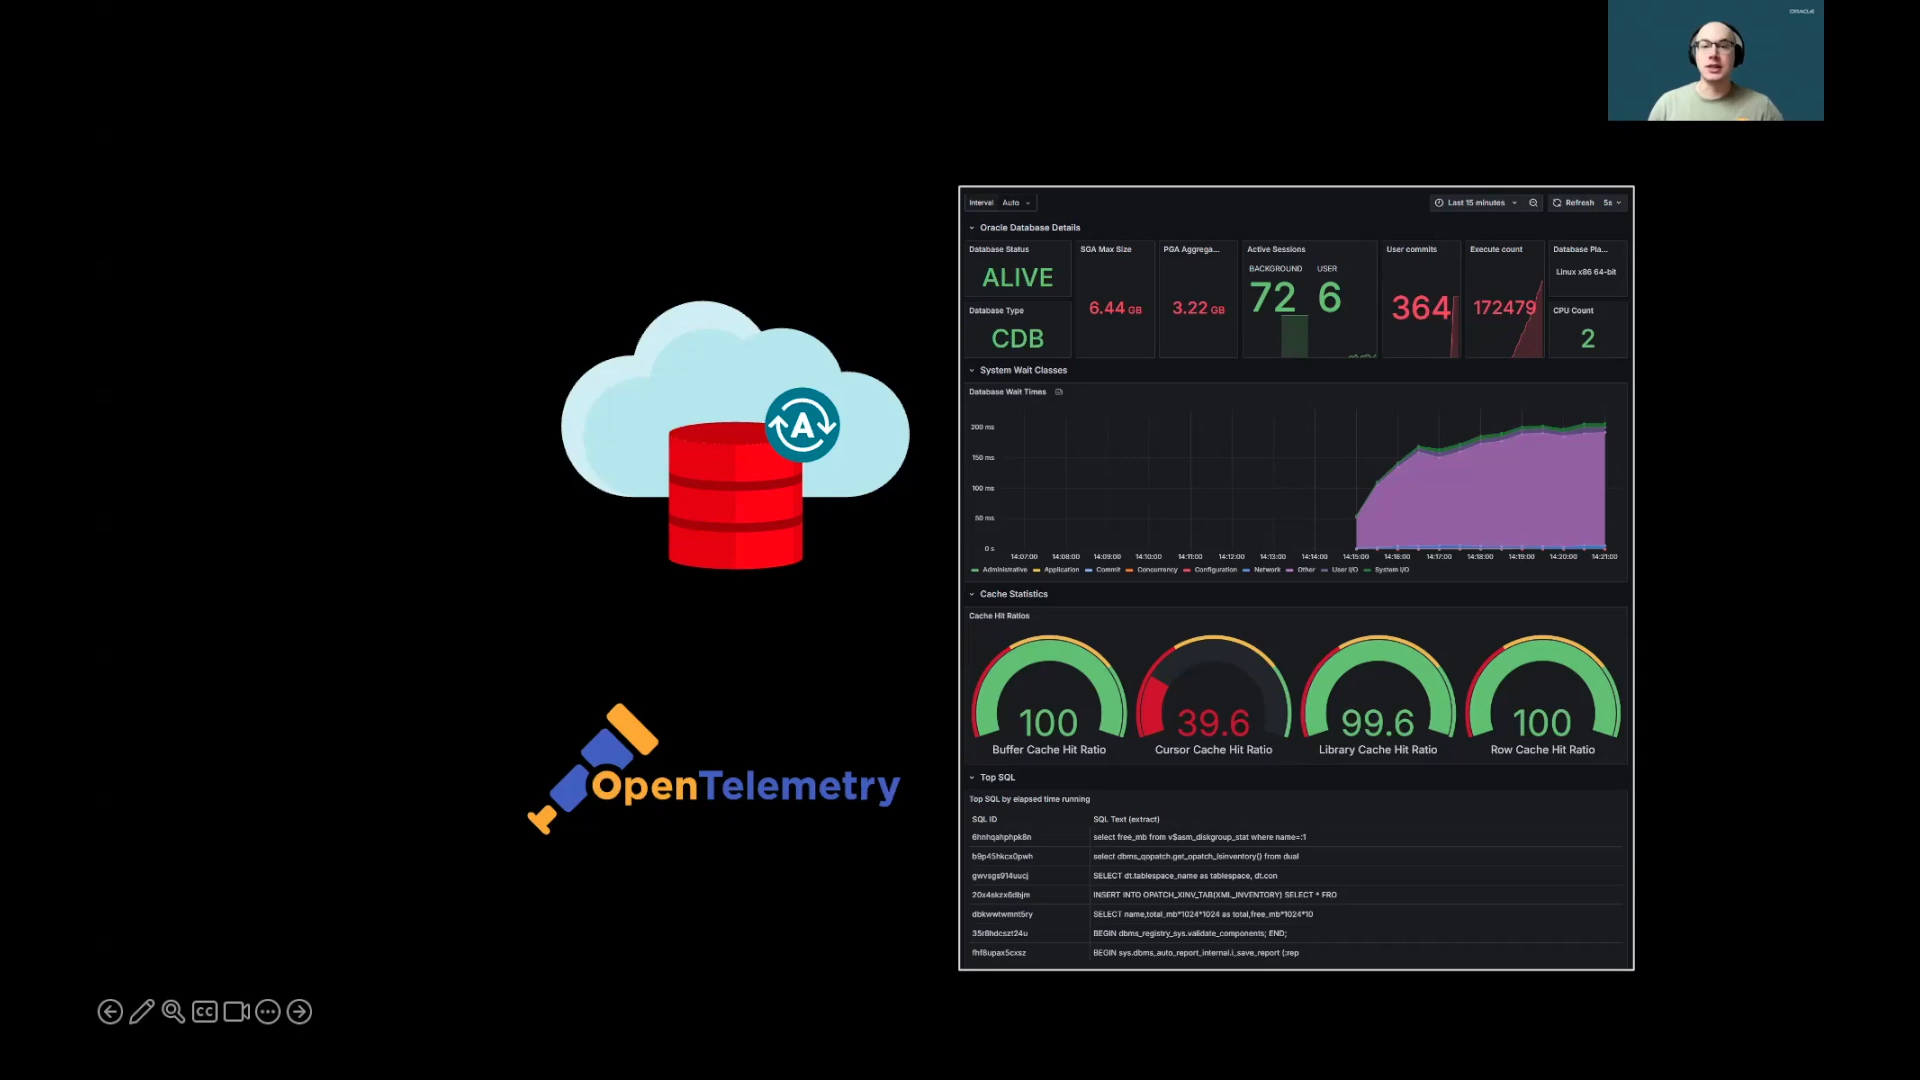 ORACLE
Interval Auto
Last 15 minutes
Refresh 5s
Oracle Database Details
Database Status
ALIVE
Database Type
CDB
SGA Max Size
6.44 GB
PGA Aggrega...
3.22 GB
Active Sessions
BACKGROUND USER
72 6
User commits
364
Execute count
172479
Database Pla...
Linux x86 64-bit
CPU Count
2
System Wait Classes
Database Wait Times
200 ms
150 ms
100 ms
50 ms
0 s
14:07:00 14:08:00 14:09:00 14:10:00 14:11:00 14:12:00 14:13:00 14:14:00 14:15:00 14:16:00 14:17:00 14:18:00 14:19:00 14:20:00 14:21:00
Administrative Application Commit Concurrency Configuration Network Other User I/O System I/O
Cache Statistics
Cache Hit Ratios
100
Buffer Cache Hit Ratio
39.6
Cursor Cache Hit Ratio
99.6
Library Cache Hit Ratio
100
Row Cache Hit Ratio
A
OpenTelemetry
Top SQL
Top SQL by elapsed time running
SQL ID SQL Text (extract)
6hnhqahphpk8n select free_mb from v$asm_diskgroup_stat where name=:1
b9p45hkcx0pwh select dbms_qopatch.get_opatch_lsinventory() from dual
gwvsgs914uucj SELECT dt.tablespace_name as tablespace, dt.con
20x4skzx6dbjm INSERT INTO OPATCH_XINV_TAB(XML_INVENTORY) SELECT * FRO
dbkwwtwmnt5ry SELECT name,total_mb*1024*1024 as total,free_mb*1024*10
35r8hdcszt24u BEGIN dbms_registry_sys.validate_components; END;
fhf8upax5cxsz BEGIN sys.dbms_auto_report_internal.i_save_report (:rep
CC